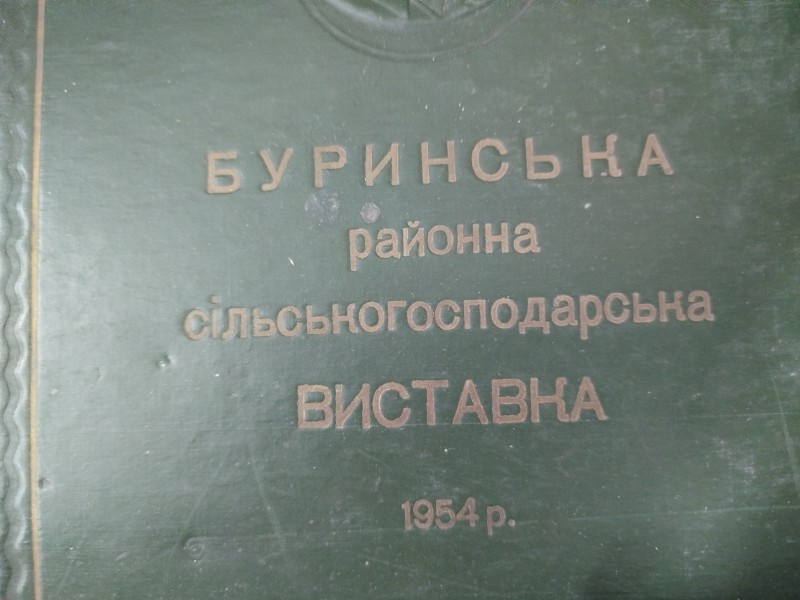 БУРИНСЬКА
районна
сільськогосподарська
ВИСТАВКА
1954 р.